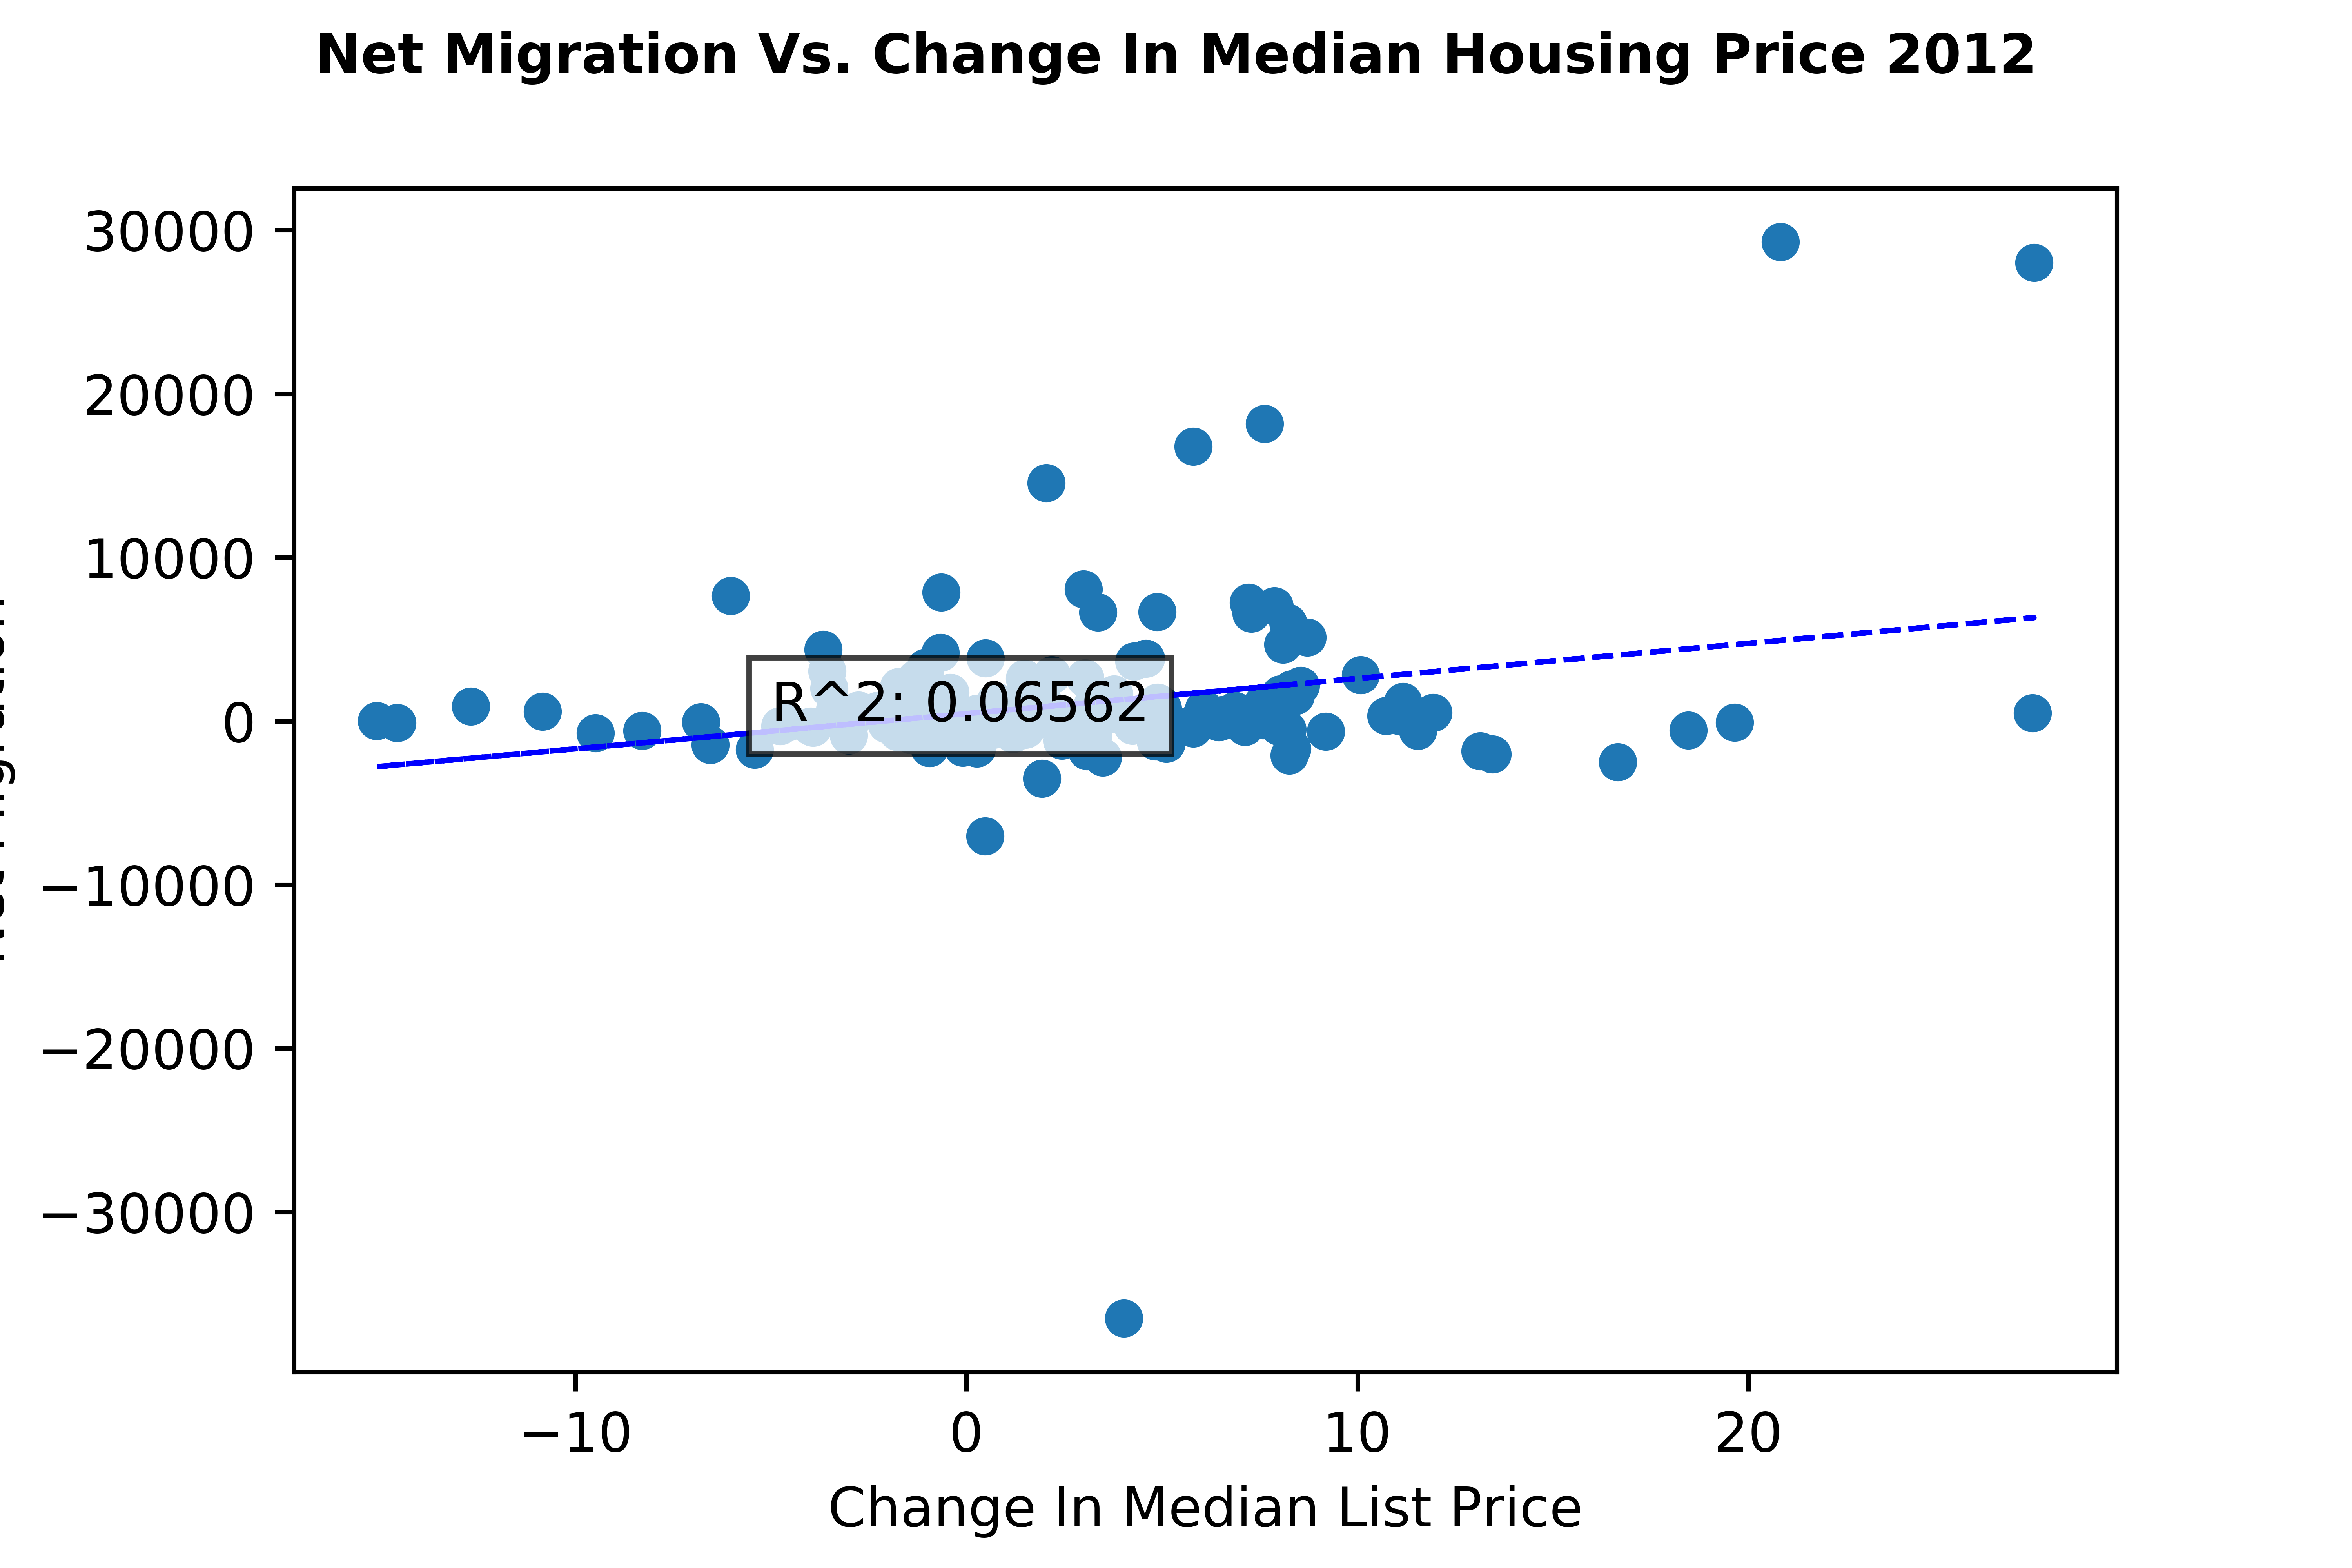 Net Migration Vs. Change In Median Housing Price 2012
30000
20000
10000
0
−10000
−20000
−30000
R^2: 0.06562
−10 0 10 20
Change In Median List Price